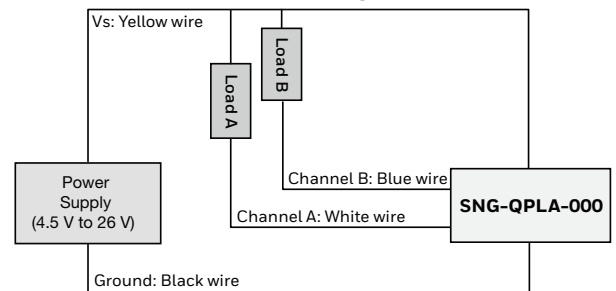 Vs: Yellow wire
Load A
Load B
Power
Supply
(4.5 V to 26 V)
Channel B: Blue wire
Channel A: White wire
SNG-QPLA-000
Ground: Black wire